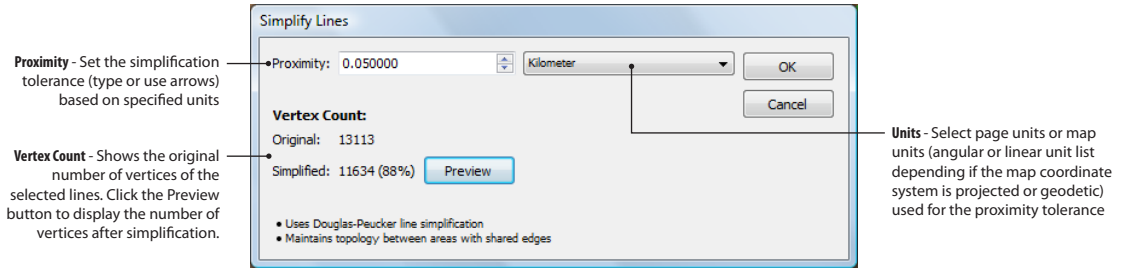 Simplify Lines
Proximity - Set the simplification
tolerance (type or use arrows)
based on specified units
Proximity: 0.050000 Kilometer OK
Cancel
Vertex Count:
Original: 13113
Simplified: 11634 (88%) Preview
Vertex Count - Shows the original
number of vertices of the
selected lines. Click the Preview
button to display the number of
vertices after simplification.
• Uses Douglas-Peucker line simplification
• Maintains topology between areas with shared edges
Units - Select page units or map
units (angular or linear unit list
depending if the map coordinate
system is projected or geodetic)
used for the proximity tolerance